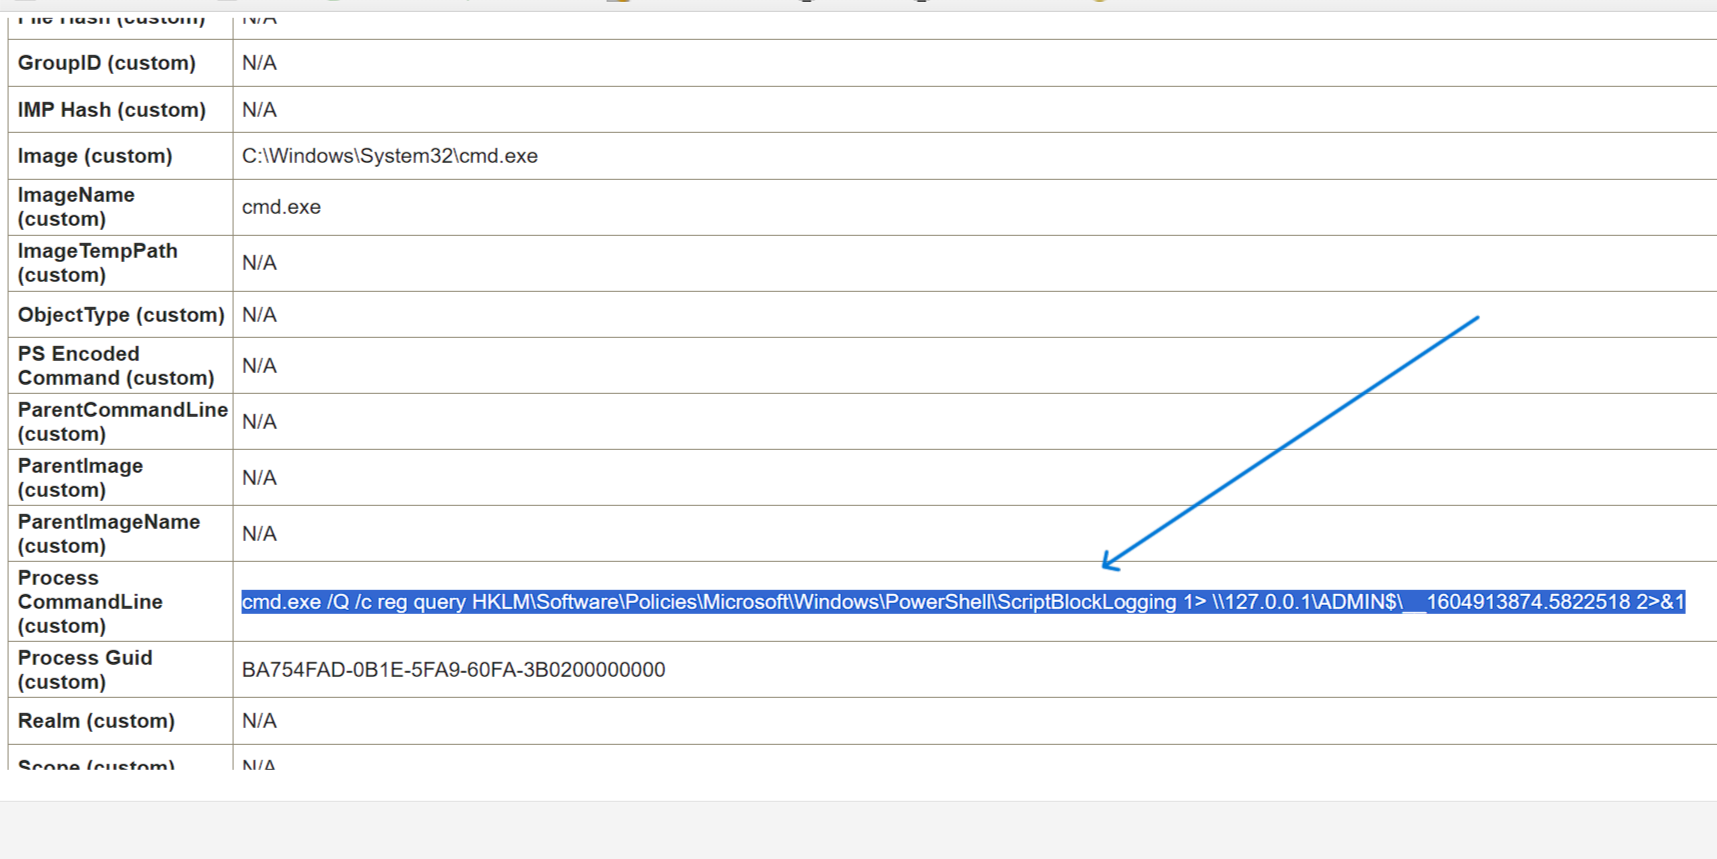 File Hash (custom) N/A
GroupID (custom) N/A
IMP Hash (custom) N/A
Image (custom) C:\Windows\System32\cmd.exe
ImageName
(custom) cmd.exe
ImageTempPath
(custom) N/A
ObjectType (custom) N/A
PS Encoded
Command (custom) N/A
ParentCommandLine
(custom) N/A
ParentImage
(custom) N/A
ParentImageName
(custom) N/A
Process
CommandLine
(custom) cmd.exe /Q /c reg query HKLM\Software\Policies\Microsoft\Windows\PowerShell\ScriptBlockLogging 1> \\127.0.0.1\ADMIN$\__1604913874.5822518 2>&1
Process Guid
(custom) BA754FAD-0B1E-5FA9-60FA-3B0200000000
Realm (custom) N/A
Scope (custom) N/A